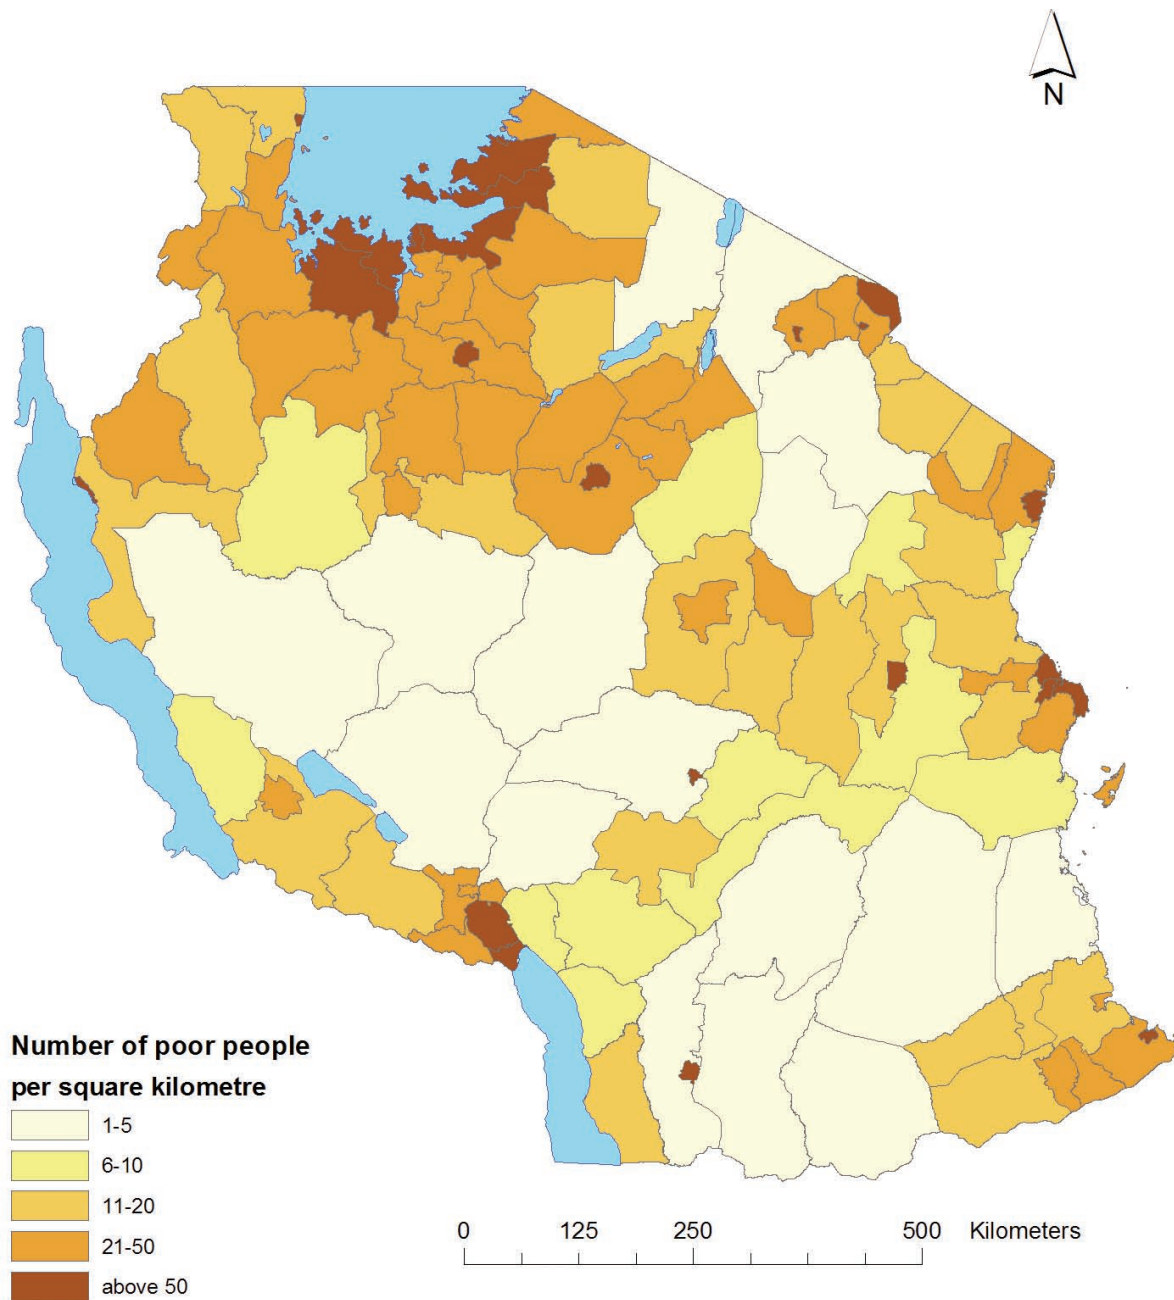 N
Number of poor people
per square kilometre
1-5
6-10
11-20
21-50
above 50
0 125 250 500 Kilometers